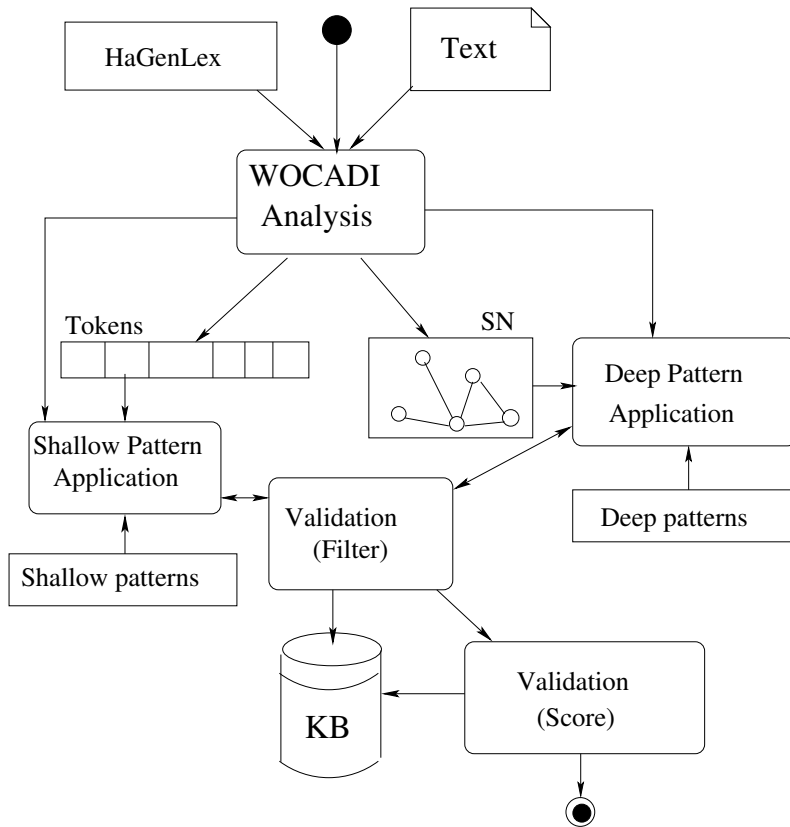 HaGenLex
Text
WOCADI
Analysis
Tokens
SN
Deep Pattern
Application
Shallow Pattern
Application
Validation
(Filter)
Deep patterns
Shallow patterns
Validation
(Score)
KB